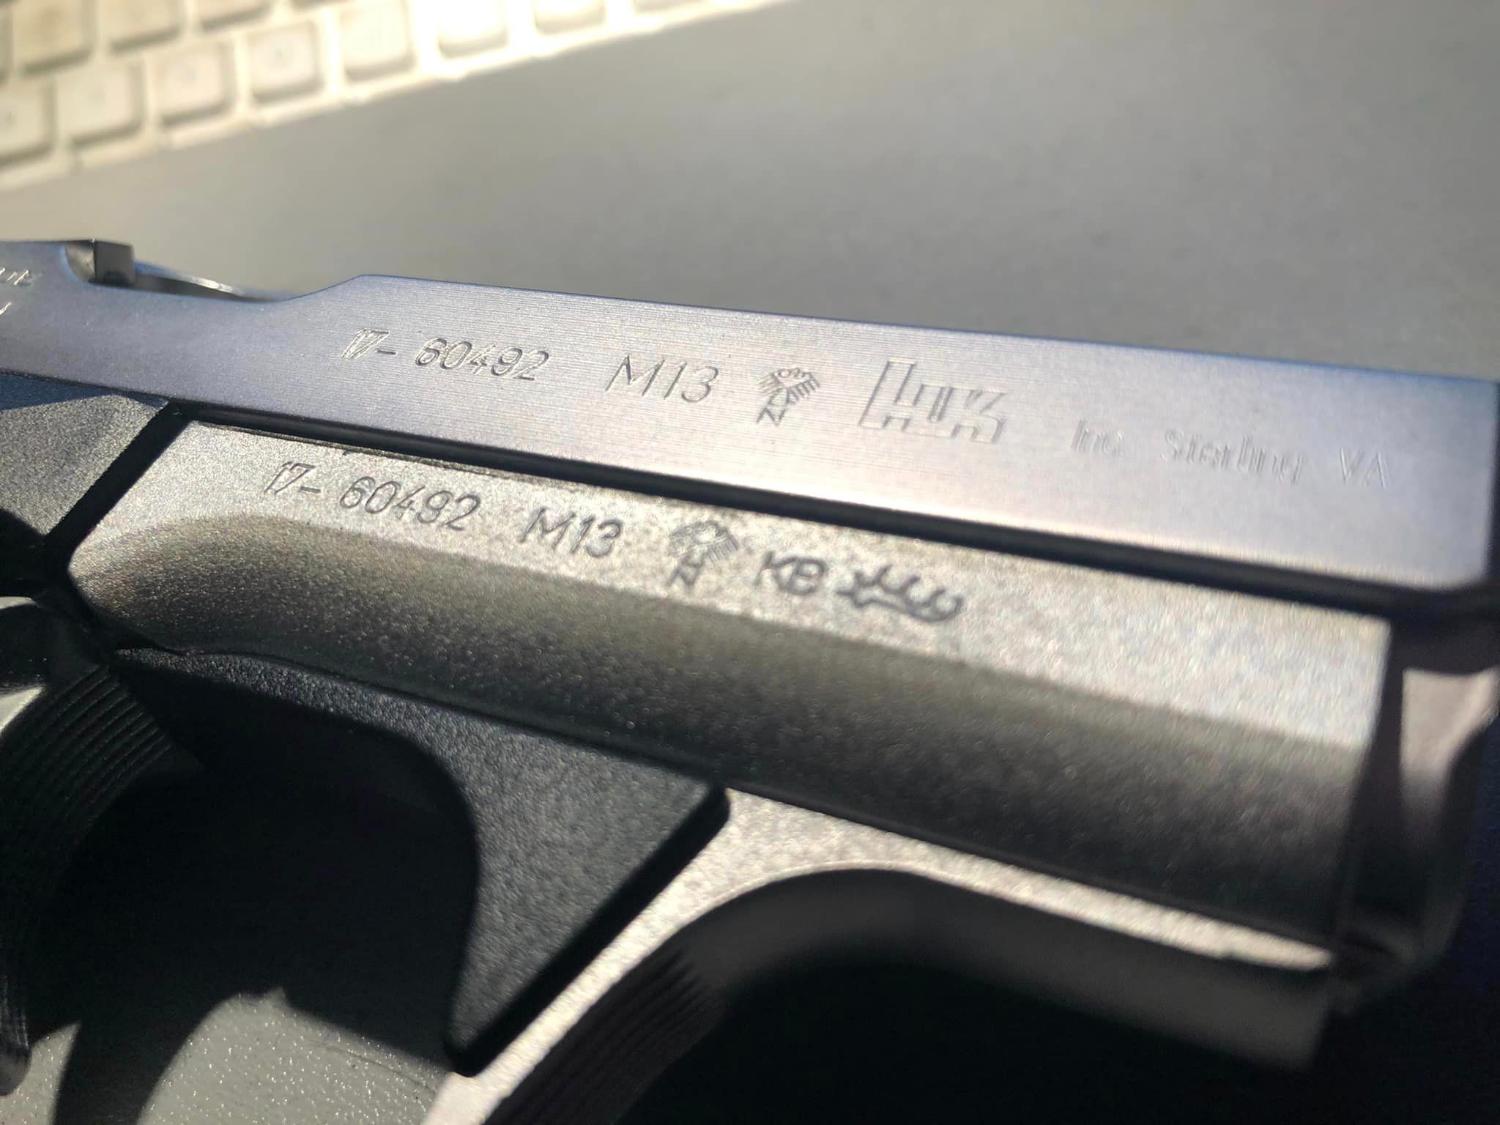 17- 60492 M13 N HK Inc Sterling VA
17- 60492 M13 N KB